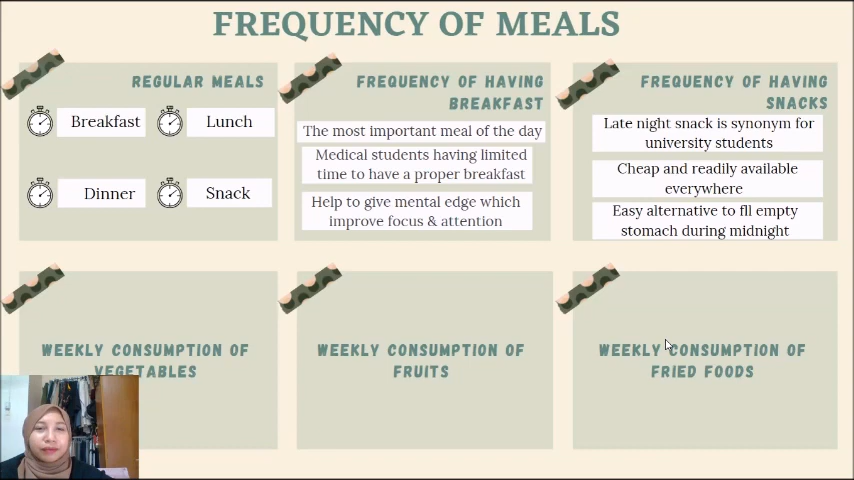 FREQUENCY OF MEALS
REGULAR MEALS
Breakfast
Lunch
Dinner
Snack
FREQUENCY OF HAVING
BREAKFAST
The most important meal of the day
Medical students having limited
time to have a proper breakfast
Help to give mental edge which
improve focus & attention
FREQUENCY OF HAVING
SNACKS
Late night snack is synonym for
university students
Cheap and readily available
everywhere
Easy alternative to fll empty
stomach during midnight
WEEKLY CONSUMPTION OF
VEGETABLES
WEEKLY CONSUMPTION OF
FRUITS
WEEKLY CONSUMPTION OF
FRIED FOODS